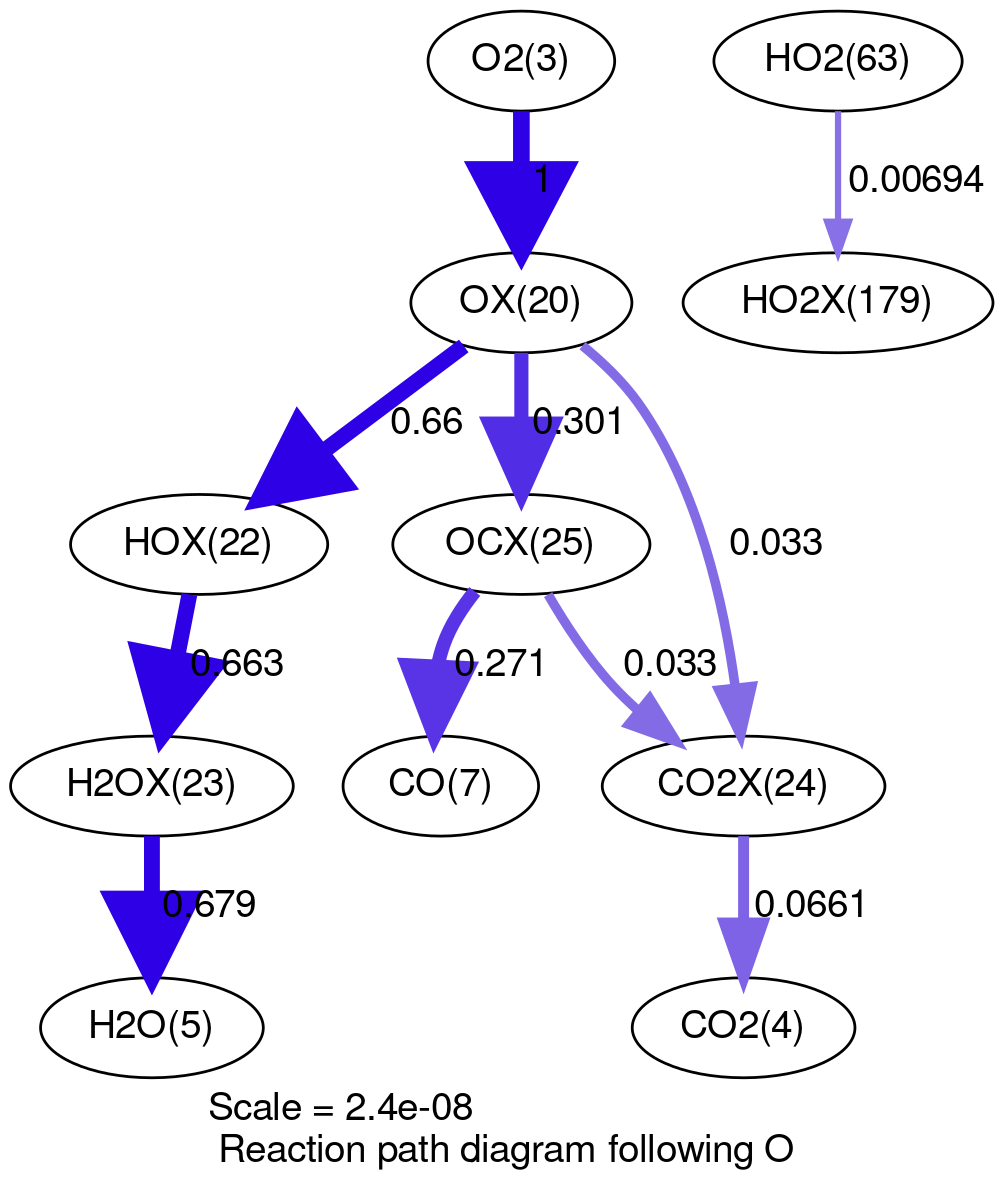 O2(3)
HO2(63)
1
0.00694
OX(20)
HO2X(179)
0.66
0.301
HOX(22)
OCX(25)
0.033
0.663
0.271
0.033
H2OX(23)
CO(7)
CO2X(24)
0.679
0.0661
H2O(5)
CO2(4)
Scale = 2.4e-08
Reaction path diagram following O